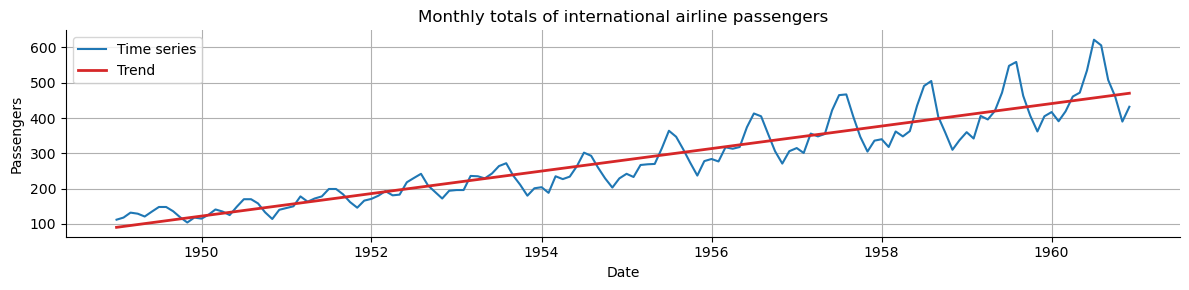 Monthly totals of international airline passengers
Time series
Trend
Passengers
600
500
400
300
200
100
1950
1952
1954
1956
1958
1960
Date